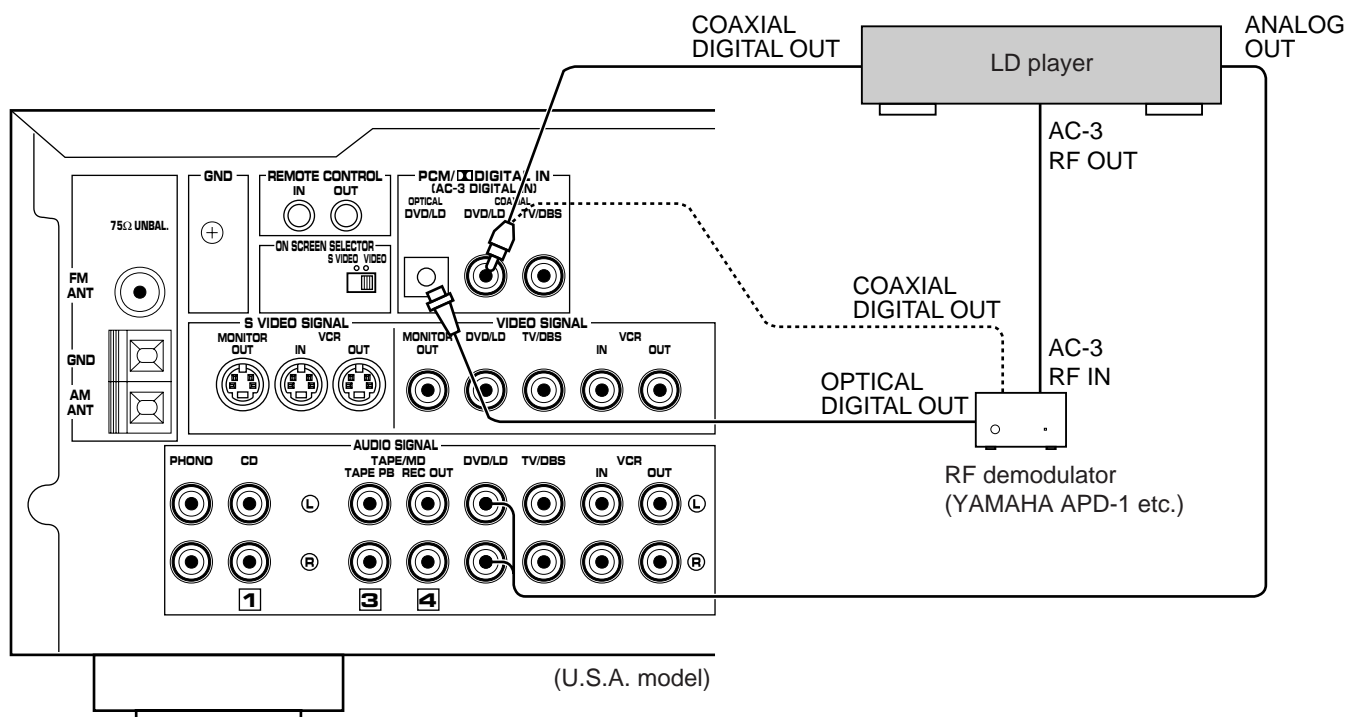 COAXIAL
DIGITAL OUT
LD player
ANALOG
OUT
AC-3
RF OUT
GND
REMOTE CONTROL
IN OUT
PCM/ DIGITAL IN
(AC-3 DIGITAL IN)
OPTICAL COAXIAL
DVD/LD DVD/LD TV/DBS
75Ω UNBAL.
ON SCREEN SELECTOR
S VIDEO VIDEO
FM
ANT
COAXIAL
DIGITAL OUT
S VIDEO SIGNAL
MONITOR
OUT
VCR
IN OUT
VIDEO SIGNAL
MONITOR
OUT
DVD/LD TV/DBS
VCR
IN OUT
GND
AM
ANT
AC-3
RF IN
OPTICAL
DIGITAL OUT
RF demodulator
(YAMAHA APD-1 etc.)
AUDIO SIGNAL
PHONO CD
TAPE/MD
TAPE PB REC OUT
DVD/LD TV/DBS
VCR
IN OUT
L L
R R
1 3 4
(U.S.A. model)